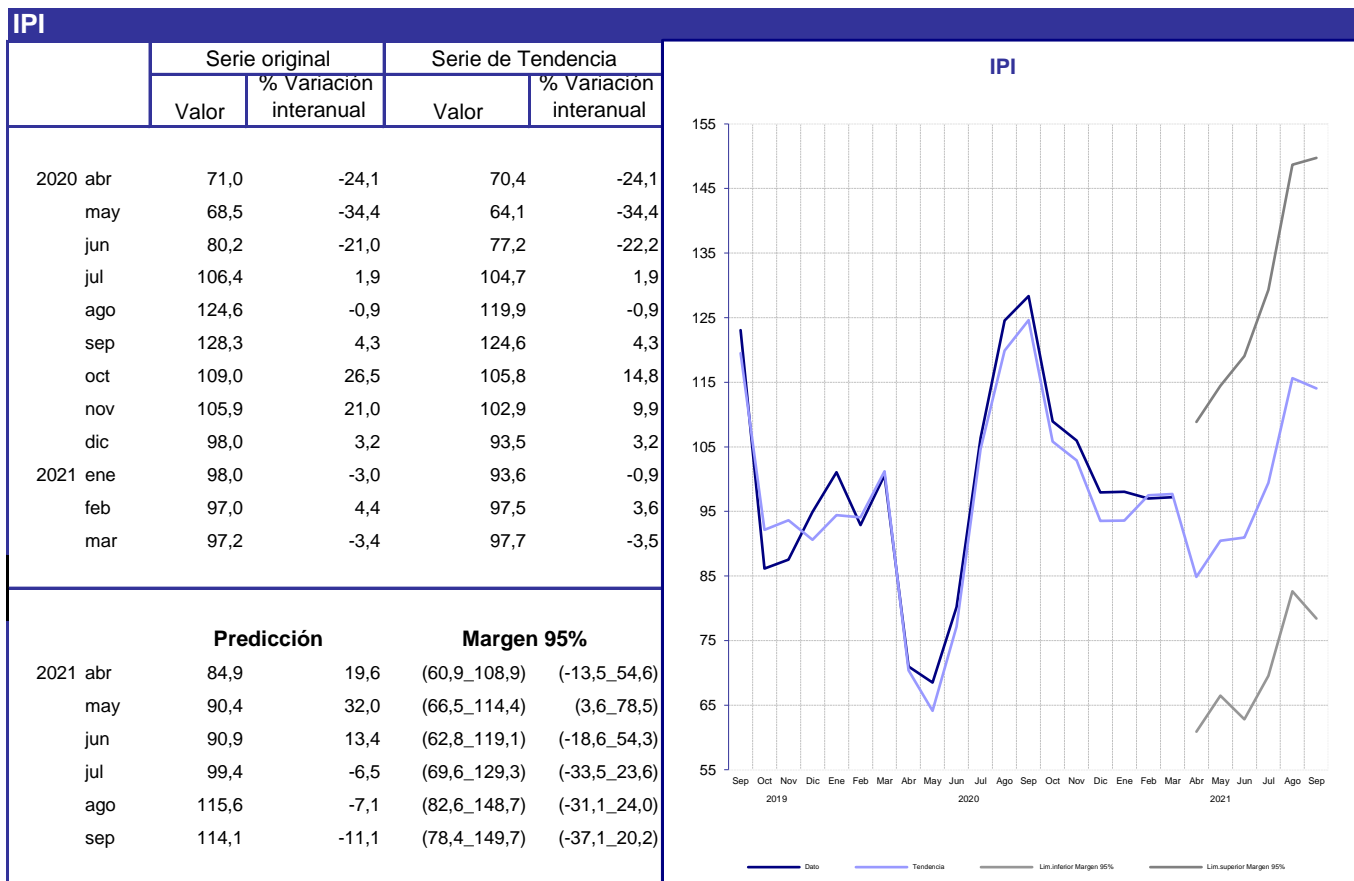 IPI
Serie original Serie de Tendencia
Valor % Variación interanual Valor % Variación interanual
2020 abr 71,0 -24,1 70,4 -24,1
may 68,5 -34,4 64,1 -34,4
jun 80,2 -21,0 77,2 -22,2
jul 106,4 1,9 104,7 1,9
ago 124,6 -0,9 119,9 -0,9
sep 128,3 4,3 124,6 4,3
oct 109,0 26,5 105,8 14,8
nov 105,9 21,0 102,9 9,9
dic 98,0 3,2 93,5 3,2
2021 ene 98,0 -3,0 93,6 -0,9
feb 97,0 4,4 97,5 3,6
mar 97,2 -3,4 97,7 -3,5
Predicción Margen 95%
2021 abr 84,9 19,6 (60,9_108,9) (-13,5_54,6)
may 90,4 32,0 (66,5_114,4) (3,6_78,5)
jun 90,9 13,4 (62,8_119,1) (-18,6_54,3)
jul 99,4 -6,5 (69,6_129,3) (-33,5_23,6)
ago 115,6 -7,1 (82,6_148,7) (-31,1_24,0)
sep 114,1 -11,1 (78,4_149,7) (-37,1_20,2)
IPI
155
145
135
125
115
105
95
85
75
65
55
Sep Oct Nov Dic Ene Feb Mar Abr May Jun Jul Ago Sep Oct Nov Dic Ene Feb Mar Abr May Jun Jul Ago Sep
2019 2020 2021
Dato Tendencia Lim.inferior Margen 95% Lim.superior Margen 95%